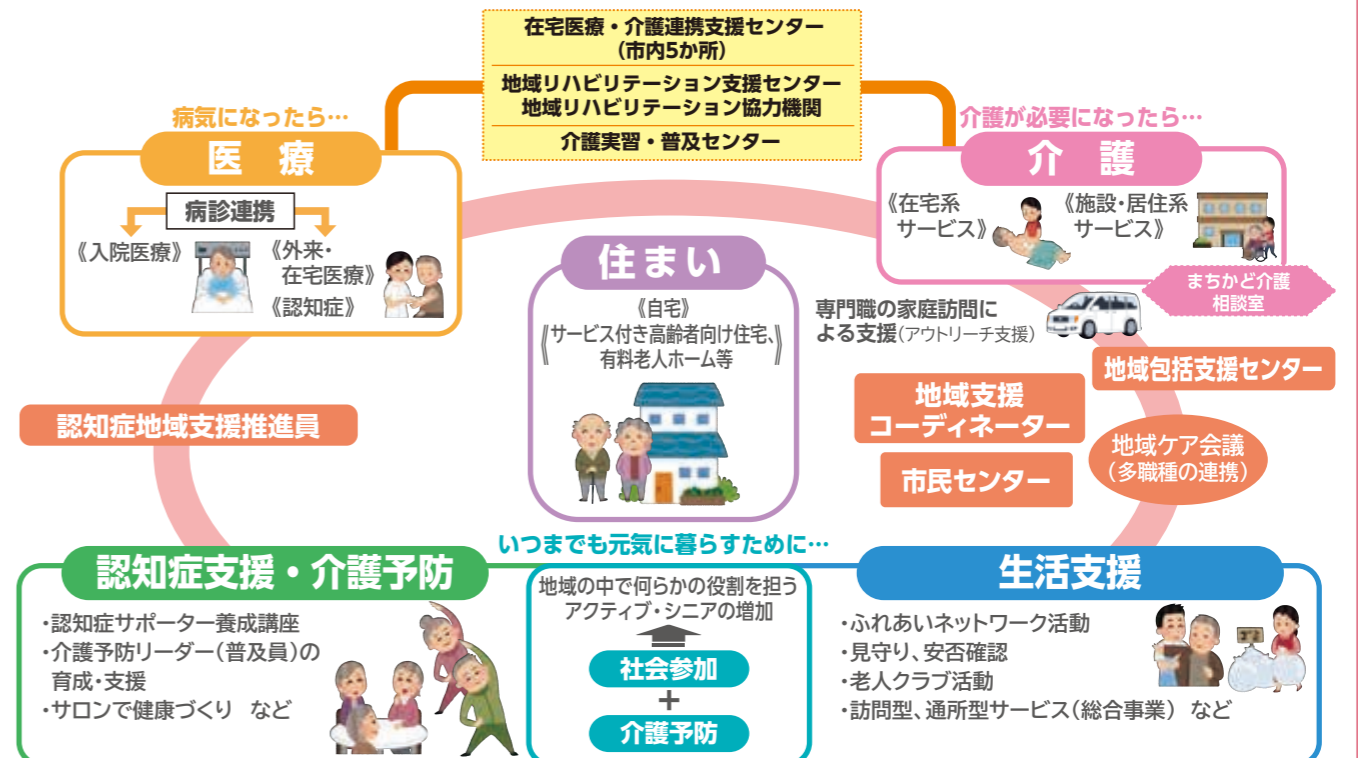 在宅医療・介護連携支援センター
(市内5か所)
地域リハビリテーション支援センター
地域リハビリテーション協力機関
介護実習・普及センター
病気になったら…
医 療
病診連携
《入院医療》
《外来・
在宅医療》
《認知症》
介護が必要になったら…
介 護
《在宅系
サービス》
《施設・居住系
サービス》
まちかど介護
相談室
住まい
《自宅》
《サービス付き高齢者向け住宅、
有料老人ホーム等》
専門職の家庭訪問に
よる支援(アウトリーチ支援)
地域包括支援センター
地域支援
コーディネーター
地域ケア会議
(多職種の連携)
市民センター
認知症地域支援推進員
認知症支援・介護予防
・認知症サポーター養成講座
・介護予防リーダー(普及員)の
育成・支援
・サロンで健康づくり など
いつまでも元気に暮らすために…
地域の中で何らかの役割を担う
アクティブ・シニアの増加
社会参加
+
介護予防
生活支援
・ふれあいネットワーク活動
・見守り、安否確認
・老人クラブ活動
・訪問型、通所型サービス(総合事業) など